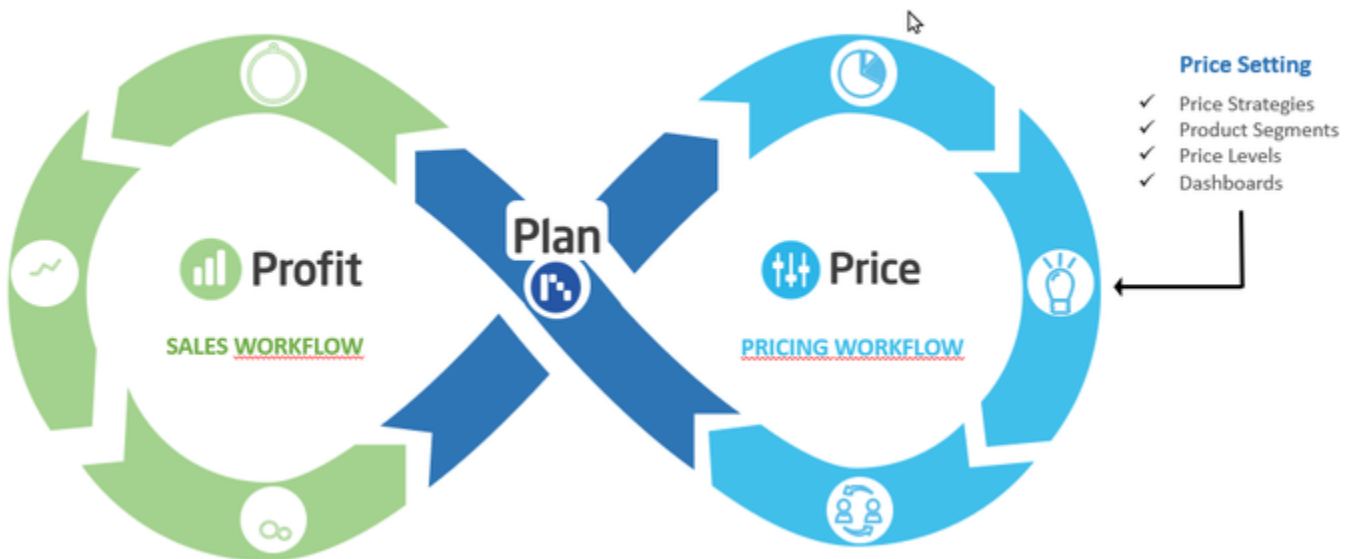 Price Setting
✓ Price Strategies
✓ Product Segments
✓ Price Levels
✓ Dashboards
Plan
Profit
Price
SALES WORKFLOW
PRICING WORKFLOW